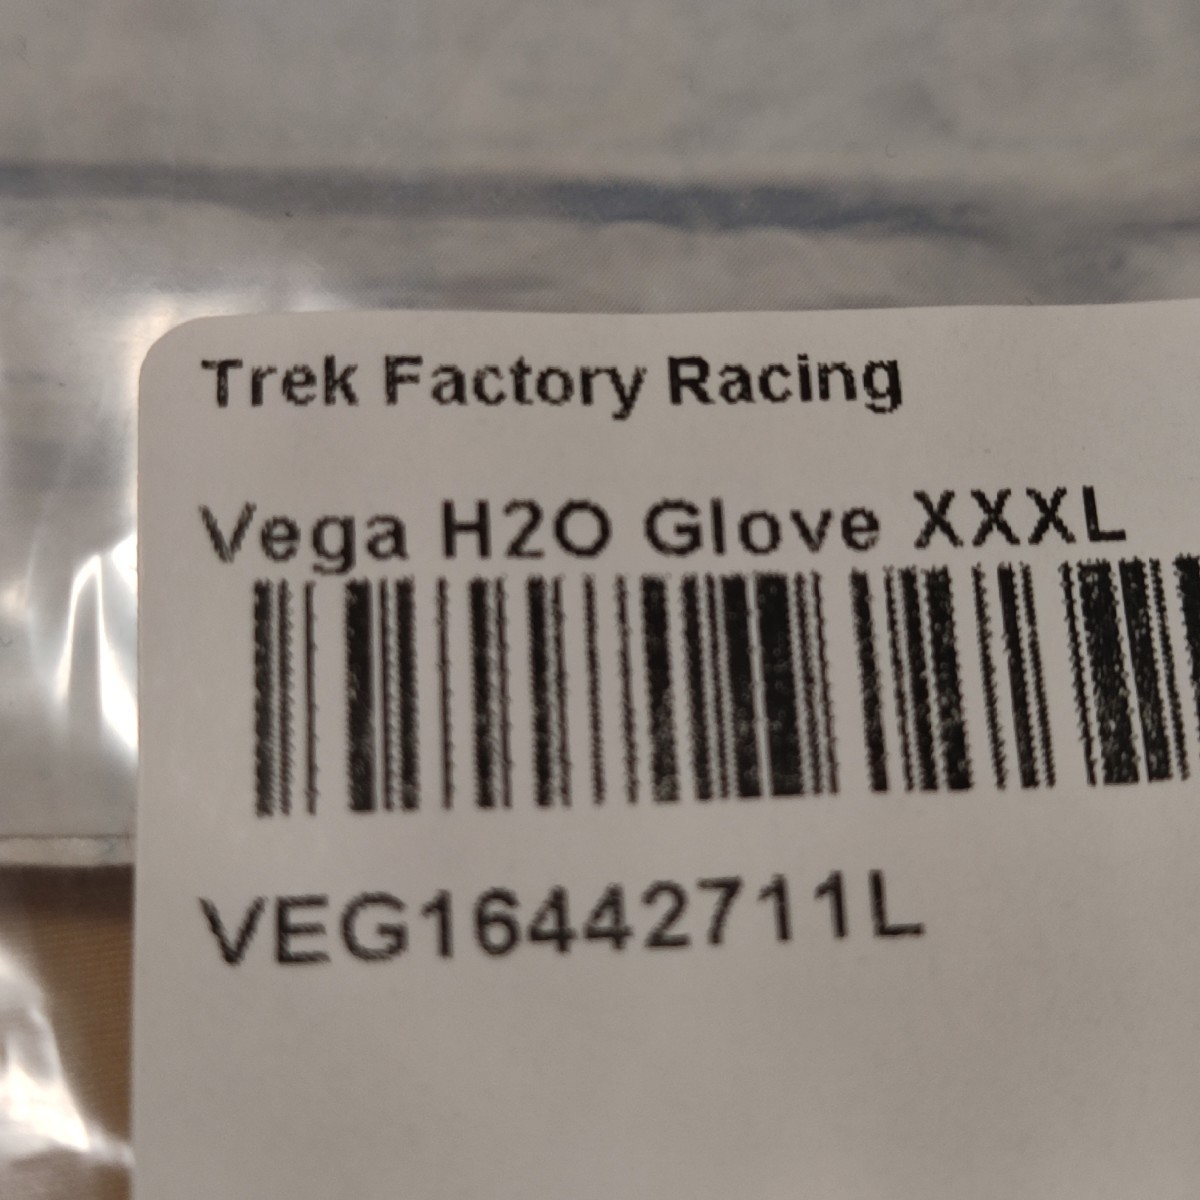 Trek Factory Racing
Vega H2O Glove XXXL
VEG16442711L